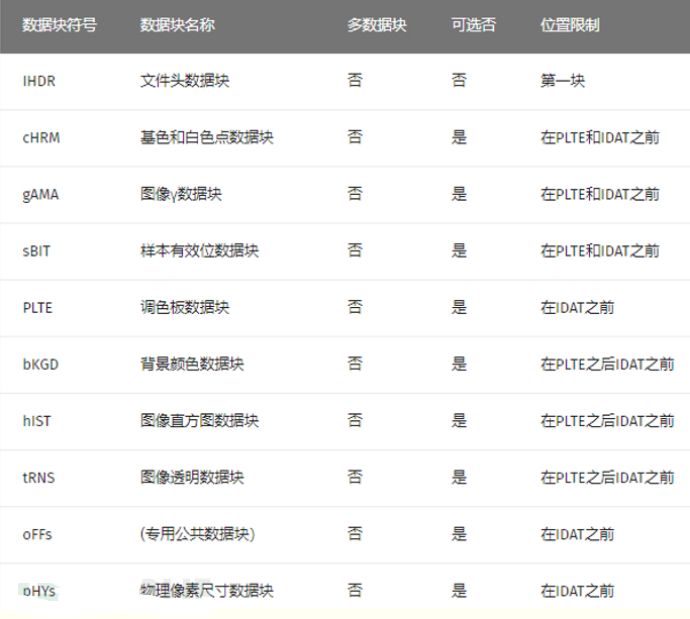 数据块符号 数据块名称 多数据块 可选否 位置限制
IHDR 文件头数据块 否 否 第一块
cHRM 基色和白色点数据块 否 是 在PLTE和IDAT之前
gAMA 图像γ数据块 否 是 在PLTE和IDAT之前
sBIT 样本有效位数据块 否 是 在PLTE和IDAT之前
PLTE 调色板数据块 否 是 在IDAT之前
bKGD 背景颜色数据块 否 是 在PLTE之后IDAT之前
hIST 图像直方图数据块 否 是 在PLTE之后IDAT之前
tRNS 图像透明数据块 否 是 在PLTE之后IDAT之前
oFFs (专用公共数据块) 否 是 在IDAT之前
pHYs 物理像素尺寸数据块 否 是 在IDAT之前